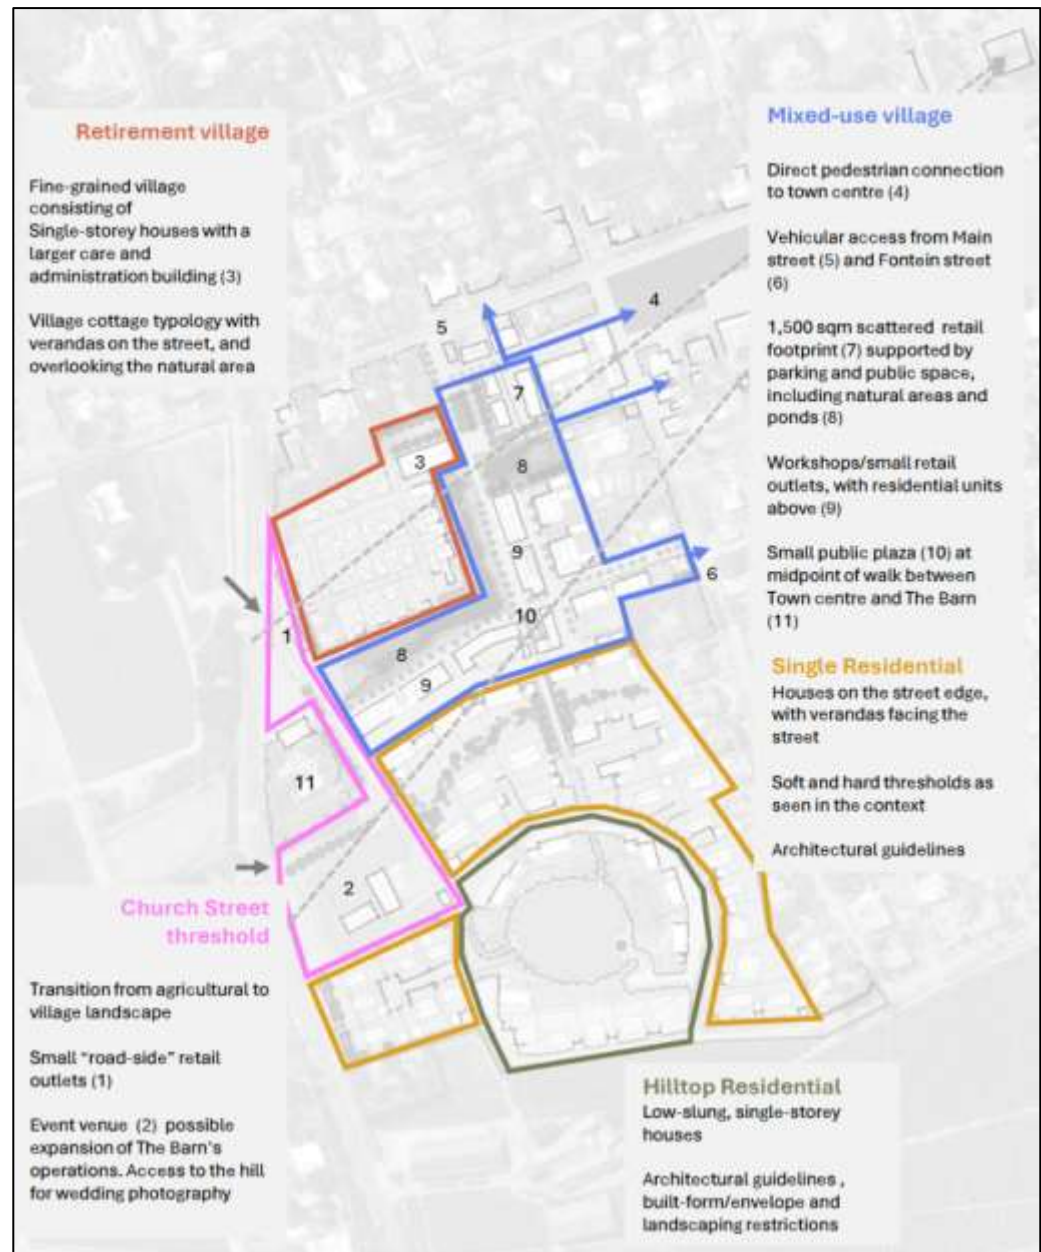 Retirement village
Fine-grained village
consisting of
Single-storey houses with a
larger care and
administration building (3)
Village cottage typology with
verandas on the street, and
overlooking the natural area
Mixed-use village
Direct pedestrian connection
to town centre (4)
Vehicular access from Main
street (5) and Fontein street
(6)
1,500 sqm scattered retail
footprint (7) supported by
parking and public space,
including natural areas and
ponds (8)
Workshops/small retail
outlets, with residential units
above (9)
Small public plaza (10) at
midpoint of walk between
Town centre and The Barn
(11)
Single Residential
Houses on the street edge,
with verandas facing the
street
Soft and hard thresholds as
seen in the context
Architectural guidelines
4
5
7
3
8
9
6
10
1
8
9
11
2
Church Street
threshold
Transition from agricultural to
village landscape
Small “road-side” retail
outlets (1)
Event venue (2) possible
expansion of The Barn’s
operations. Access to the hill
for wedding photography
Hilltop Residential
Low-slung, single-storey
houses
Architectural guidelines ,
built-form/envelope and
landscaping restrictions